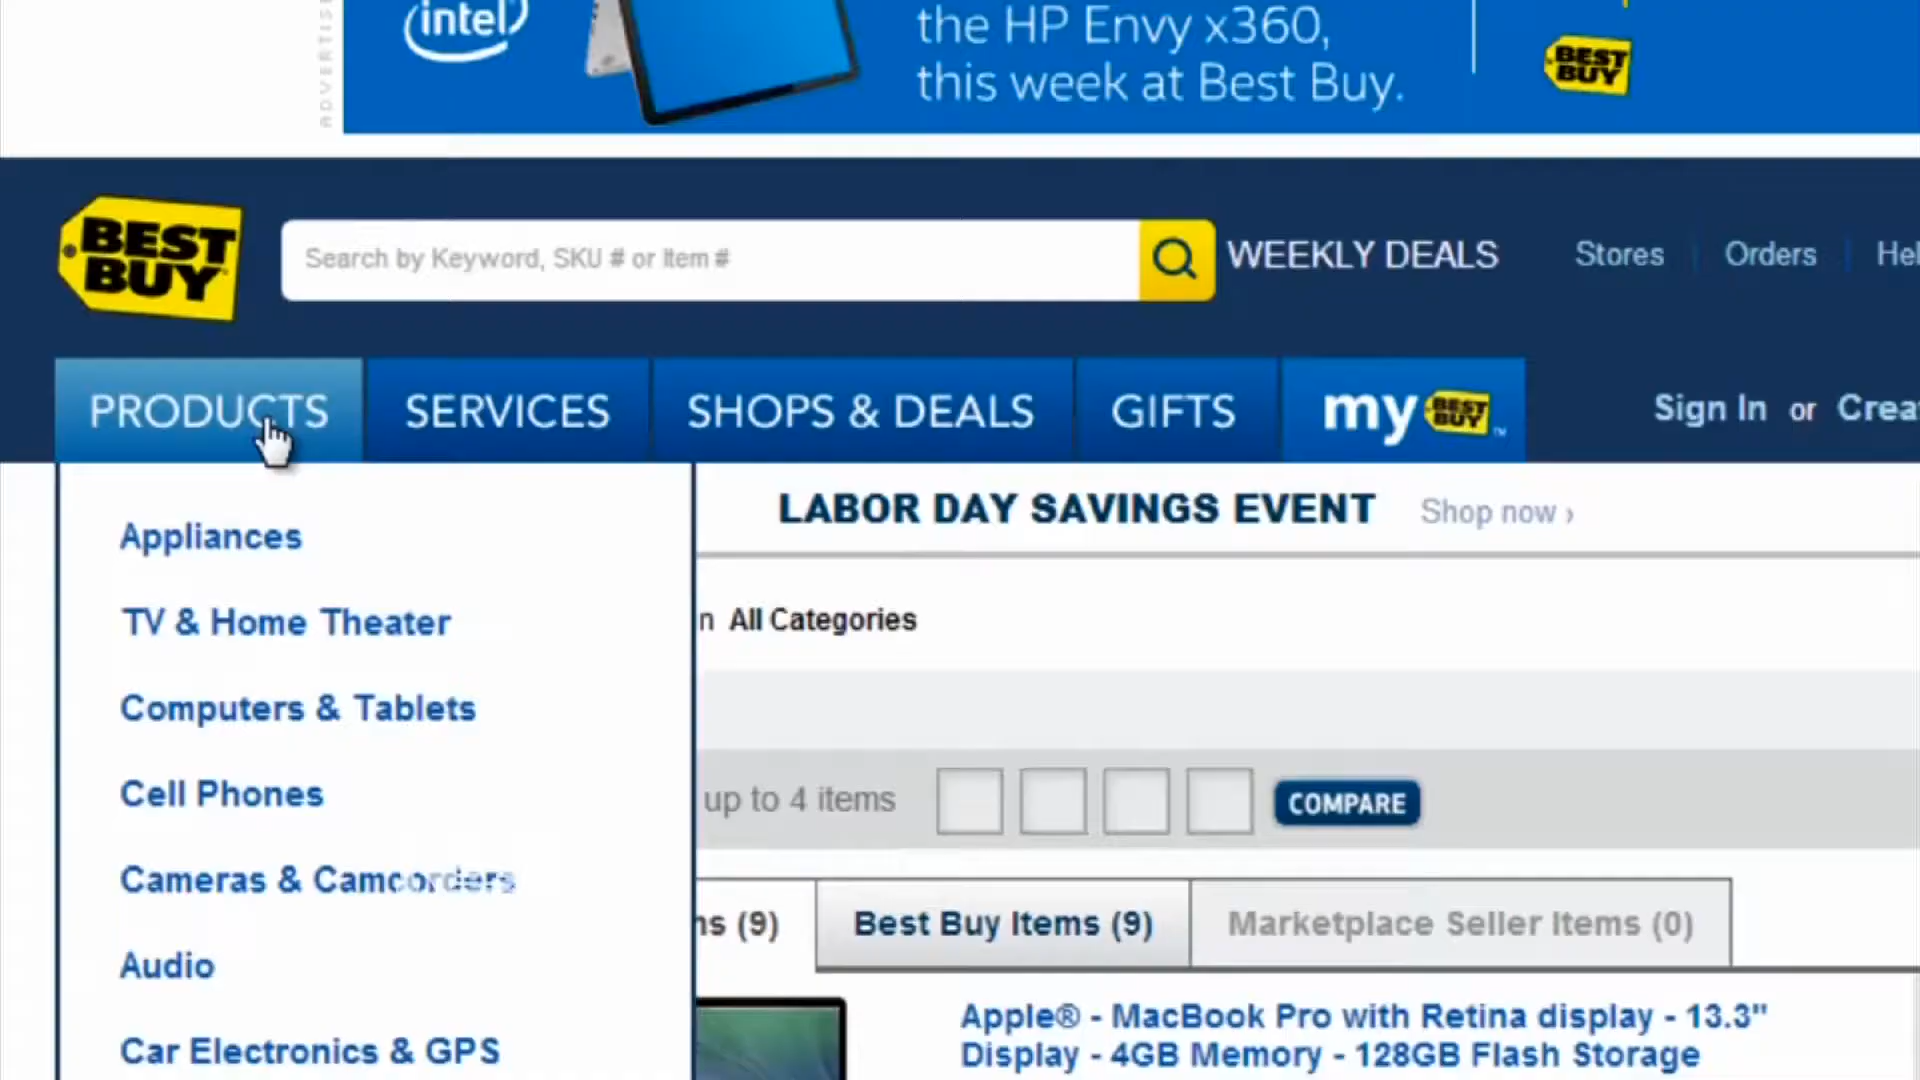 ADVERTISE
intel
the HP Envy x360,
this week at Best Buy.
BEST
BUY
BEST
BUY
Search by Keyword, SKU # or Item #
WEEKLY DEALS
Stores
Orders
Hel
PRODUCTS
SERVICES
SHOPS & DEALS
GIFTS
my BEST BUY ™
Sign In or Crea
LABOR DAY SAVINGS EVENT Shop now ›
Appliances
TV & Home Theater
n All Categories
Computers & Tablets
Cell Phones
up to 4 items
COMPARE
Cameras & Camcorders
ns (9)
Best Buy Items (9)
Marketplace Seller Items (0)
Audio
Car Electronics & GPS
Apple® - MacBook Pro with Retina display - 13.3"
Display - 4GB Memory - 128GB Flash Storage